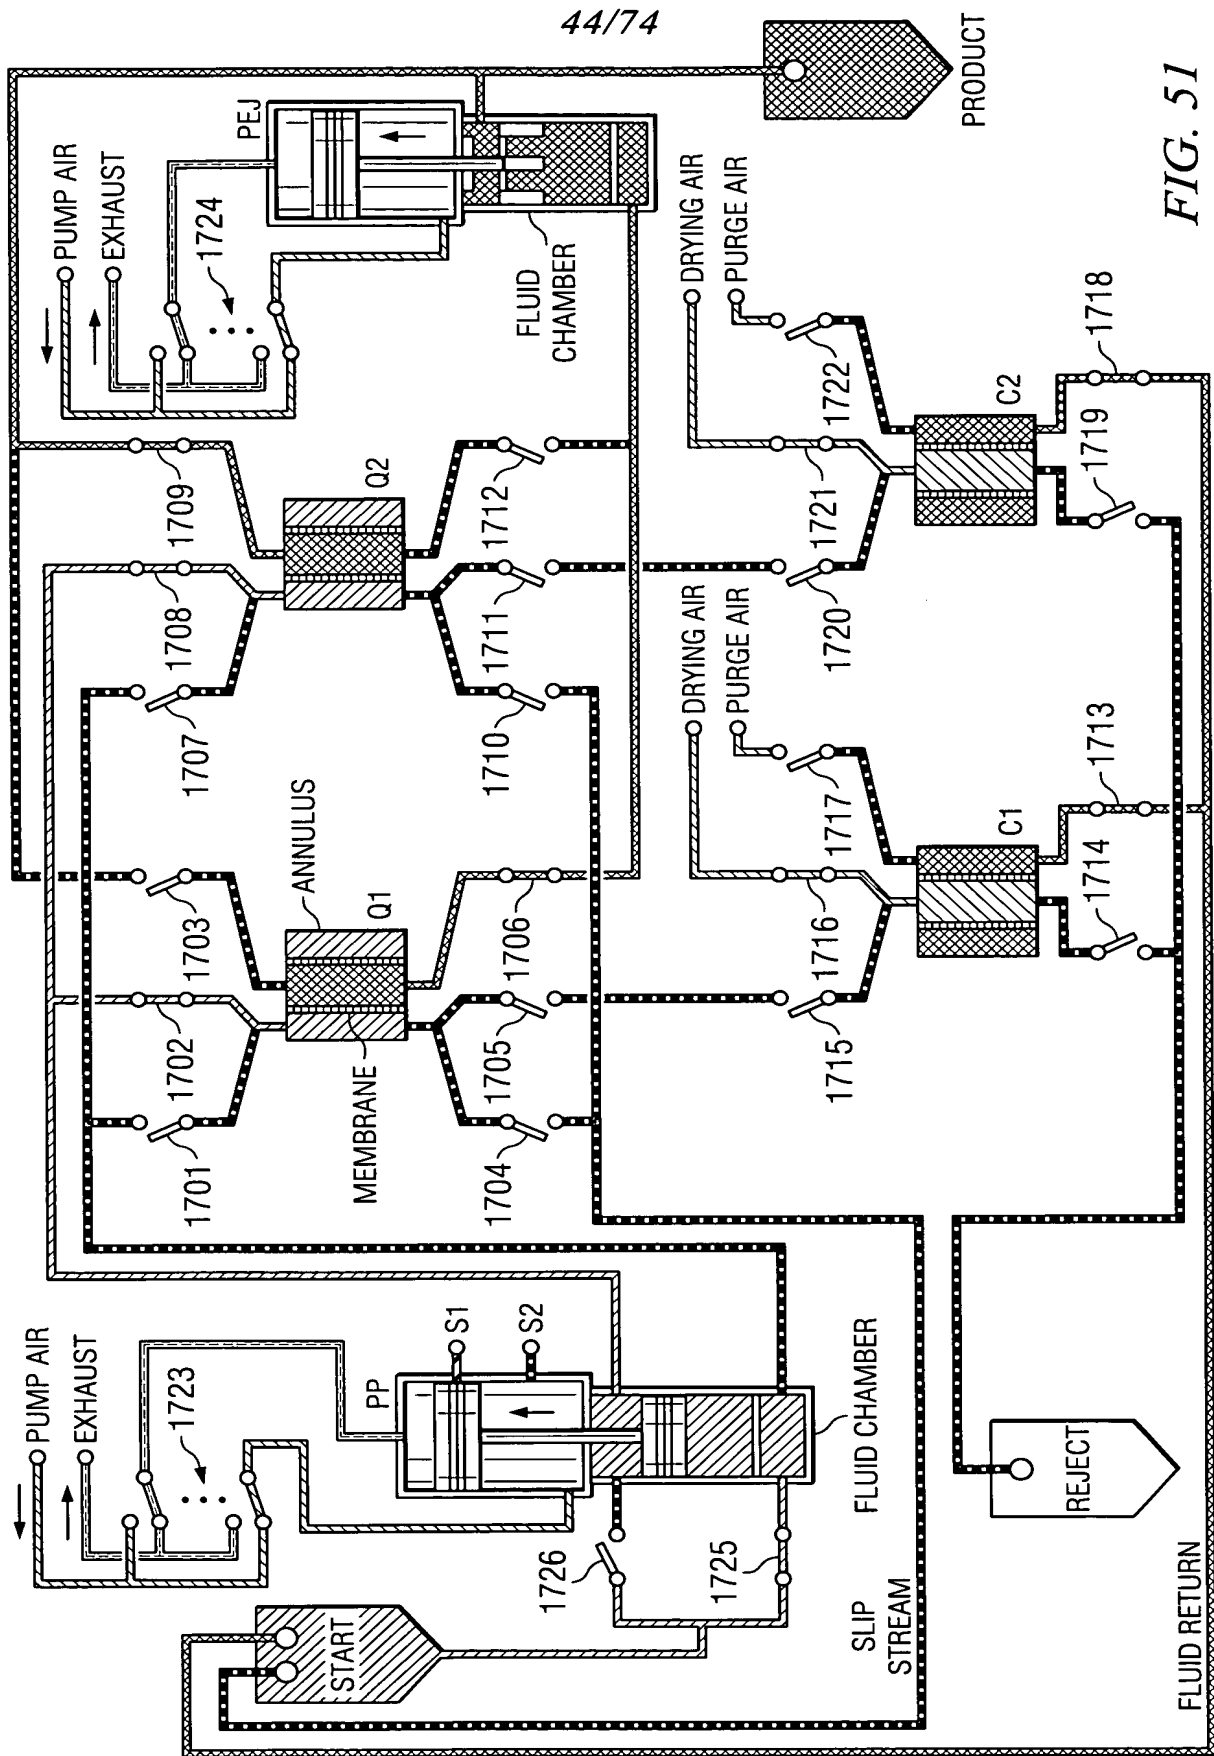 44/74
PUMP AIR
EXHAUST
1723
PP
S1
S2
START
1726
1725
FLUID CHAMBER
SLIP
STREAM
REJECT
FLUID RETURN
1701
1702
1703
ANNULUS
MEMBRANE
Q1
1704
1705
1706
1707
1708
1709
Q2
1710
1711
1712
PUMP AIR
EXHAUST
1724
PEJ
FLUID
CHAMBER
PRODUCT
DRYING AIR
PURGE AIR
1715
1716
1717
C1
1714
1713
DRYING AIR
PURGE AIR
1720
1721
1722
C2
1719
1718
FIG. 51